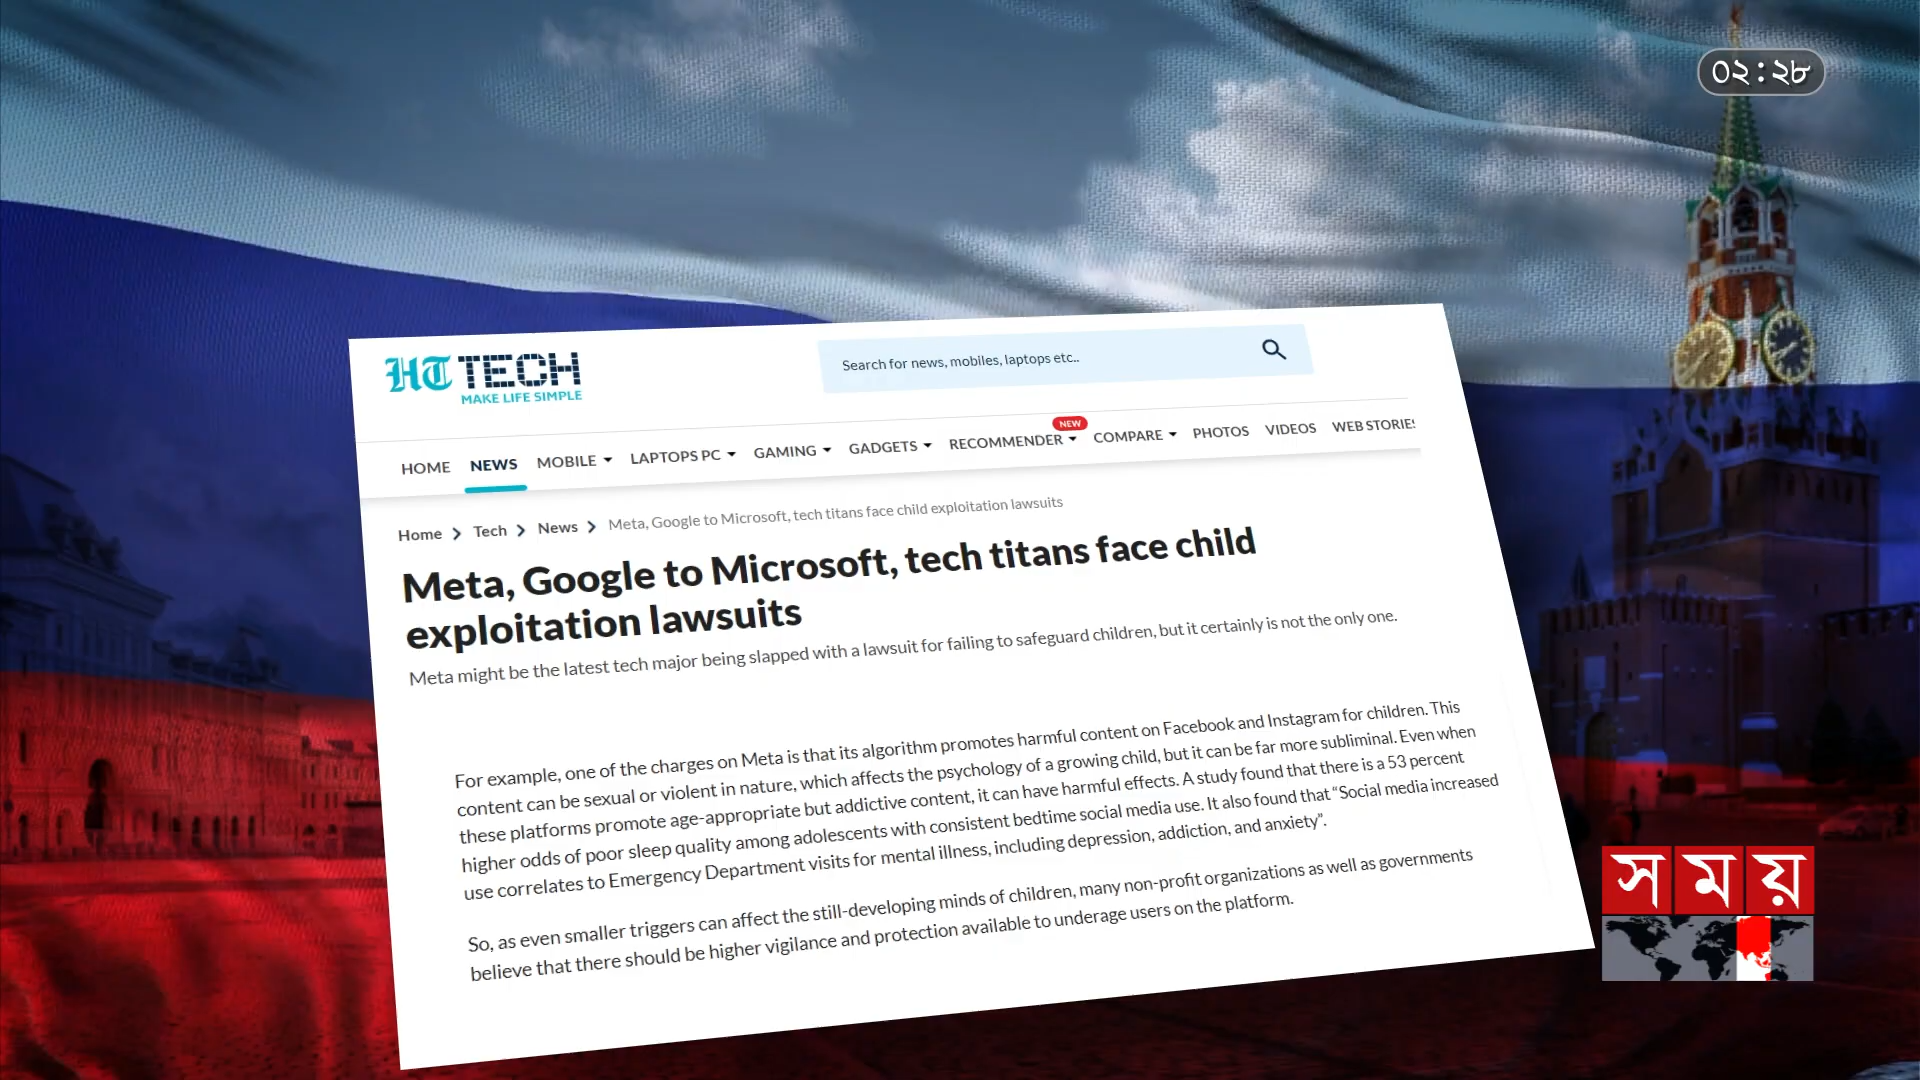 ০২:২৮
HT TECH
MAKE LIFE SIMPLE
Search for news, mobiles, laptops etc..
NEW
HOME NEWS MOBILE LAPTOPS PC GAMING GADGETS RECOMMENDER COMPARE PHOTOS VIDEOS WEB STORIES
Home > Tech > News > Meta, Google to Microsoft, tech titans face child exploitation lawsuits
Meta, Google to Microsoft, tech titans face child
exploitation lawsuits
Meta might be the latest tech major being slapped with a lawsuit for failing to safeguard children, but it certainly is not the only one.
For example, one of the charges on Meta is that its algorithm promotes harmful content on Facebook and Instagram for children. This
content can be sexual or violent in nature, which affects the psychology of a growing child, but it can be far more subliminal. Even when
these platforms promote age-appropriate but addictive content, it can have harmful effects. A study found that there is a 53 percent
higher odds of poor sleep quality among adolescents with consistent bedtime social media use. It also found that “Social media increased
use correlates to Emergency Department visits for mental illness, including depression, addiction, and anxiety”.
So, as even smaller triggers can affect the still-developing minds of children, many non-profit organizations as well as governments
believe that there should be higher vigilance and protection available to underage users on the platform.
সময়